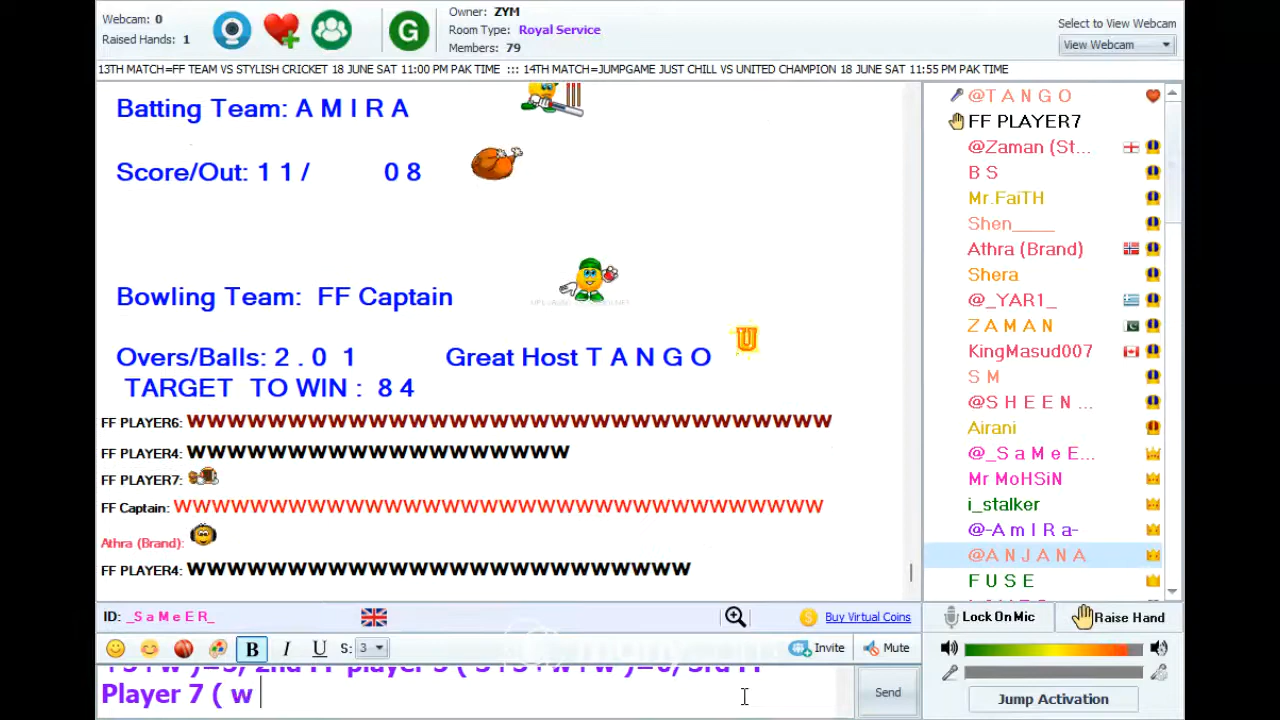 Webcam: 0
Raised Hands: 1
G
Owner: ZYM
Room Type: Royal Service
Members: 79
Select to View Webcam
View Webcam
13TH MATCH=FF TEAM VS STYLISH CRICKET 18 JUNE SAT 11:00 PM PAK TIME ::: 14TH MATCH=JUMPGAME JUST CHILL VS UNITED CHAMPION 18 JUNE SAT 11:55 PM PAK TIME
Batting Team: A M I R A
Score/Out: 1 1 / 0 8
Bowling Team: FF Captain
Overs/Balls: 2 . 0 1 Great Host T A N G O
U
TARGET TO WIN : 8 4
FF PLAYER6: WWWWWWWWWWWWWWWWWWWWWWWWWWWWWWWWWW
FF PLAYER4: WWWWWWWWWWWWWWWWWWWW
FF PLAYER7:
FF Captain: WWWWWWWWWWWWWWWWWWWWWWWWWWWWWWWWWW
Athra (Brand):
FF PLAYER4: WWWWWWWWWWWWWWWWWWWWWWWWWW
@T A N G O
FF PLAYER7
@Zaman (St...
B S
Mr.FaiTH
Shen____
Athra (Brand)
Shera
@_YAR1_
Z A M A N
KingMasud007
S M
@S H E E N ...
Airani
@_S a M e E...
Mr MoHSiN
i_stalker
@-A m I R a-
@A N J A N A
F U S E
ID: _S a M e E R_
Buy Virtual Coins
Lock On Mic
Raise Hand
B I U S: 3
Invite
Mute
Player 7 ( w
Send
Jump Activation